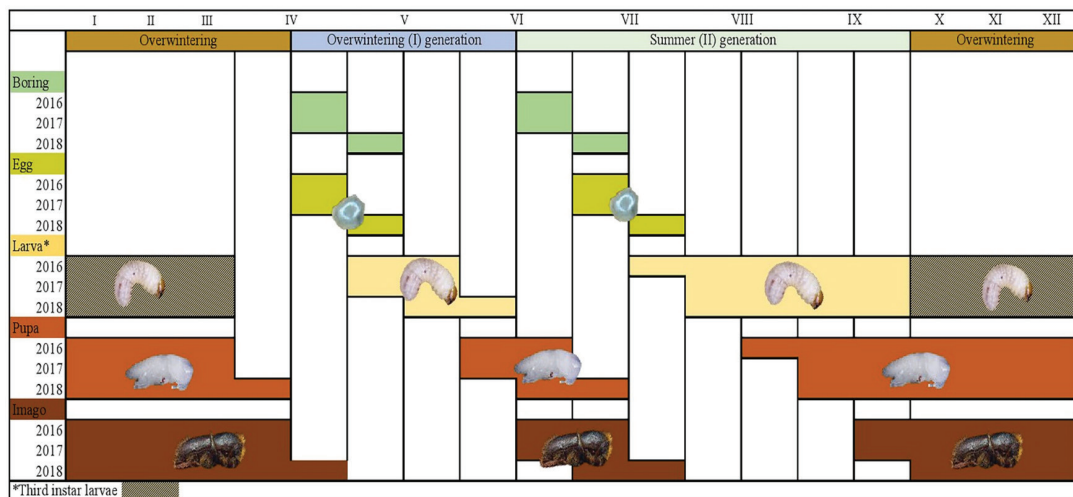 I II III IV V VI VII VIII IX X XI XII
Overwintering Overwintering (I) generation Summer (II) generation Overwintering
Boring
2016
2017
2018
Egg
2016
2017
2018
Larva*
2016
2017
2018
Pupa
2016
2017
2018
Imago
2016
2017
2018
*Third instar larvae